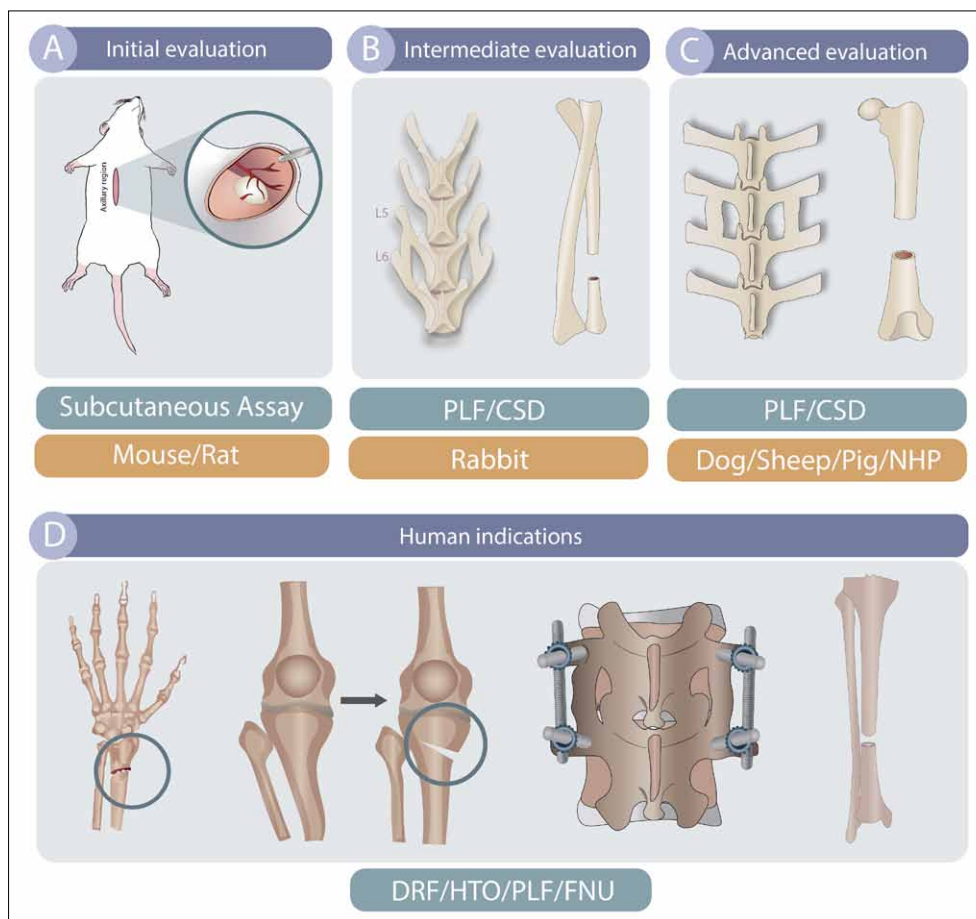 A Initial evaluation
Axillary region
Subcutaneous Assay
Mouse/Rat
B Intermediate evaluation
L5
L6
PLF/CSD
Rabbit
C Advanced evaluation
PLF/CSD
Dog/Sheep/Pig/NHP
D Human indications
DRF/HTO/PLF/FNU